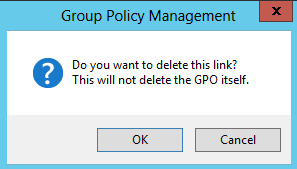 Group Policy Management
x
Do you want to delete this link?
This will not delete the GPO itself.
OK
Cancel